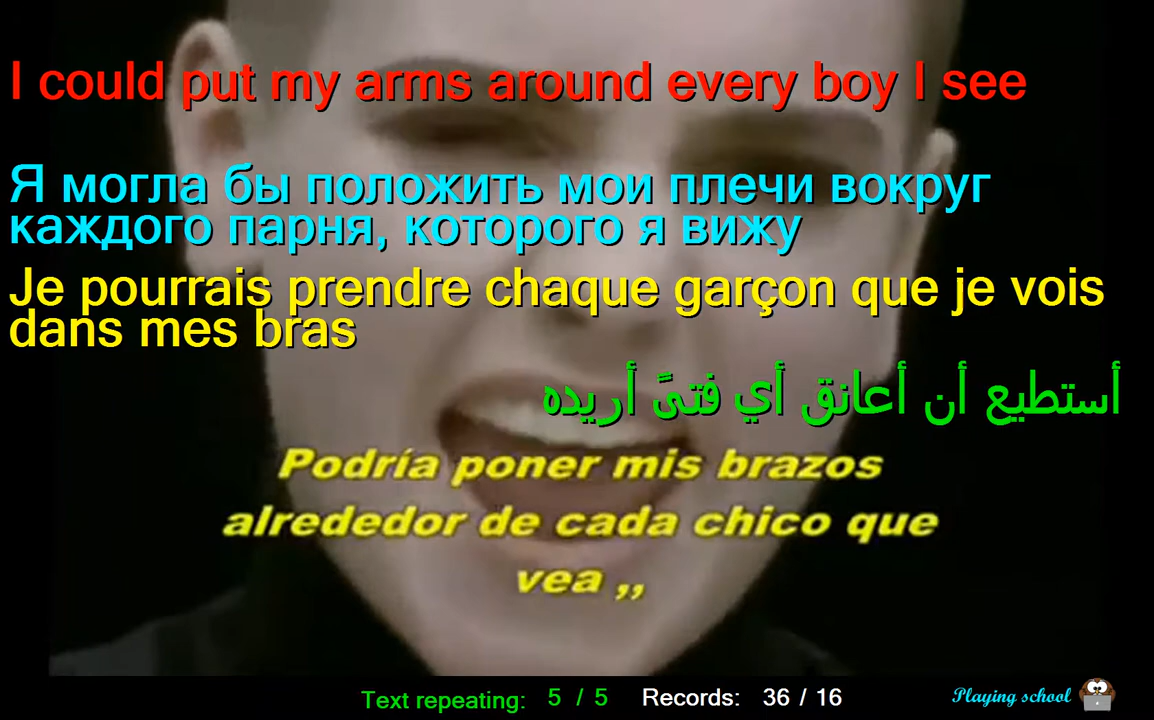 I could put my arms around every boy I see
Я могла бы положить мои плечи вокруг
каждого парня, которого я вижу
Je pourrais prendre chaque garçon que je vois
dans mes bras
أستطيع أن أعانق أي فتىً أريده
Podría poner mis brazos
alrededor de cada chico que
vea ,,
Text repeating: 5 / 5 Records: 36 / 16 Playing school